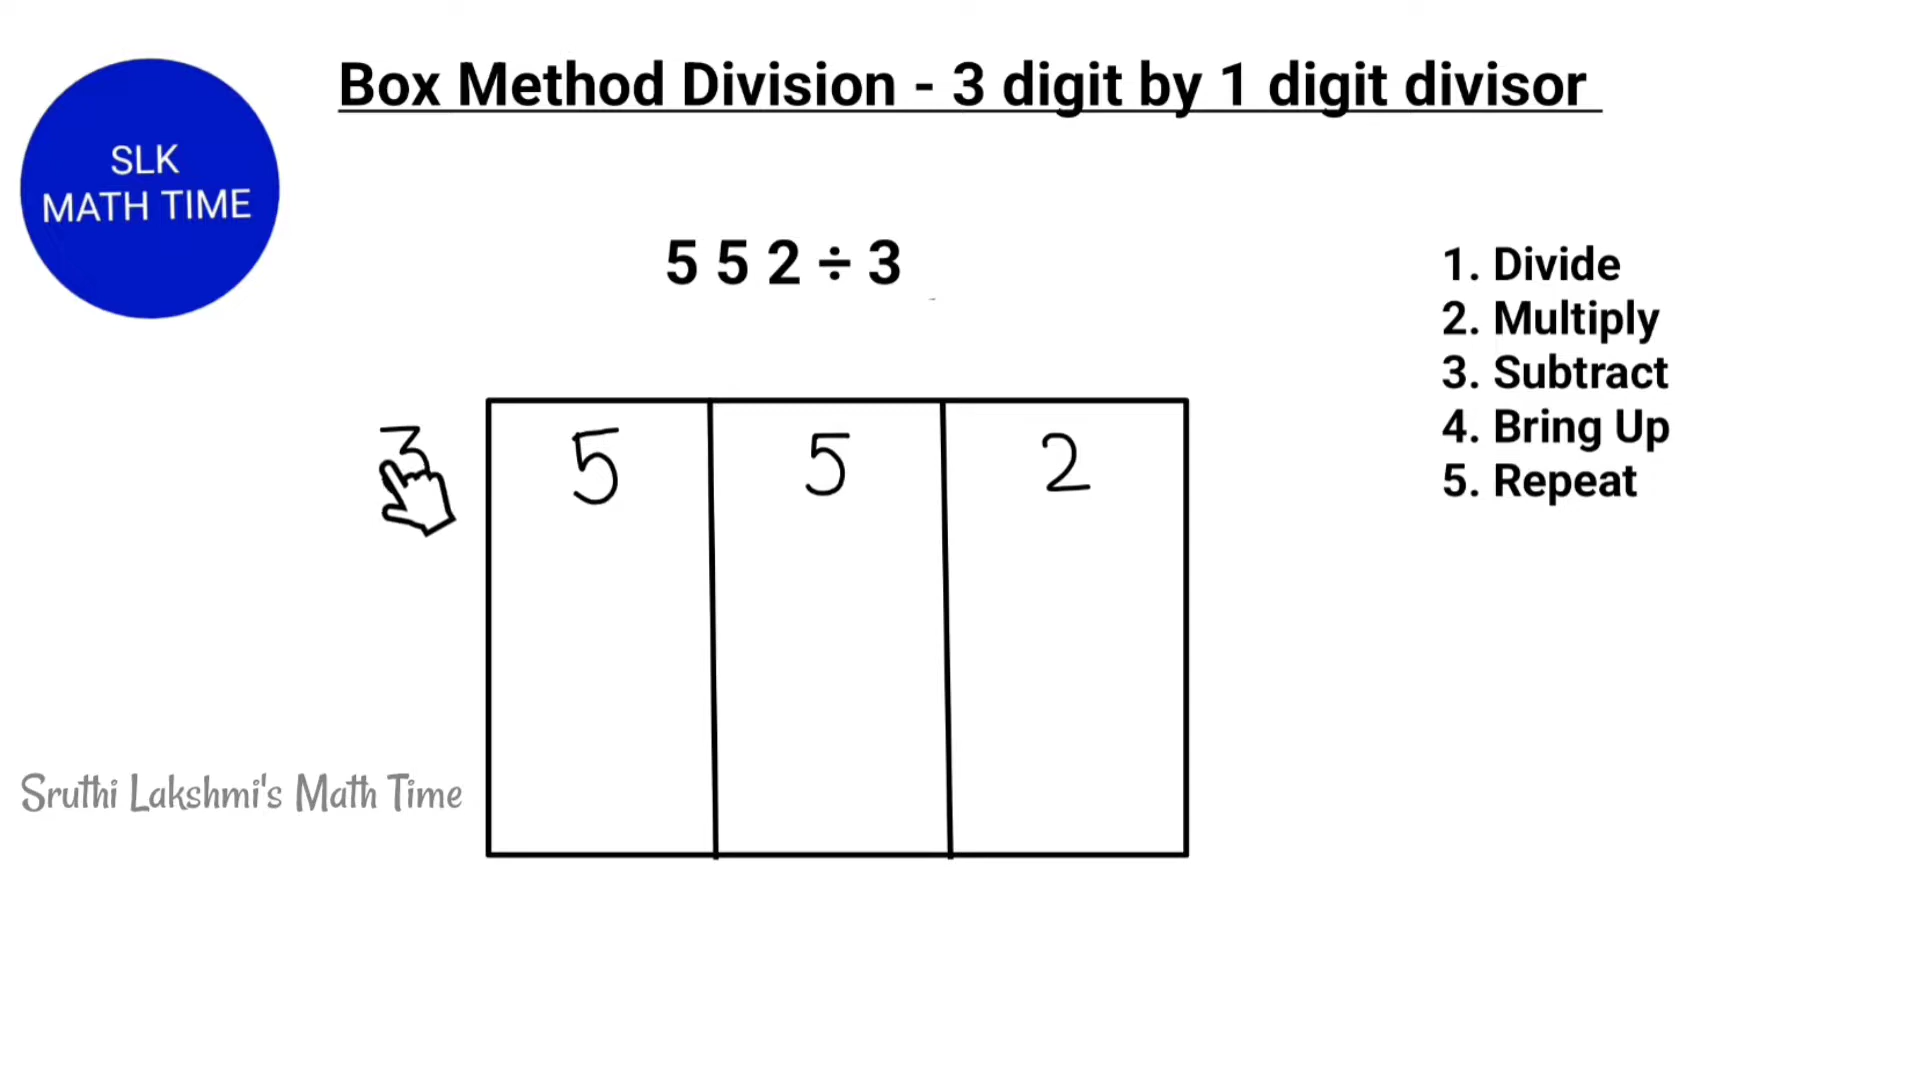 Box Method Division - 3 digit by 1 digit divisor
SLK
MATH TIME
5 5 2 ÷ 3
1. Divide
2. Multiply
3. Subtract
4. Bring Up
5. Repeat
3 5 5 2
Sruthi Lakshmi's Math Time